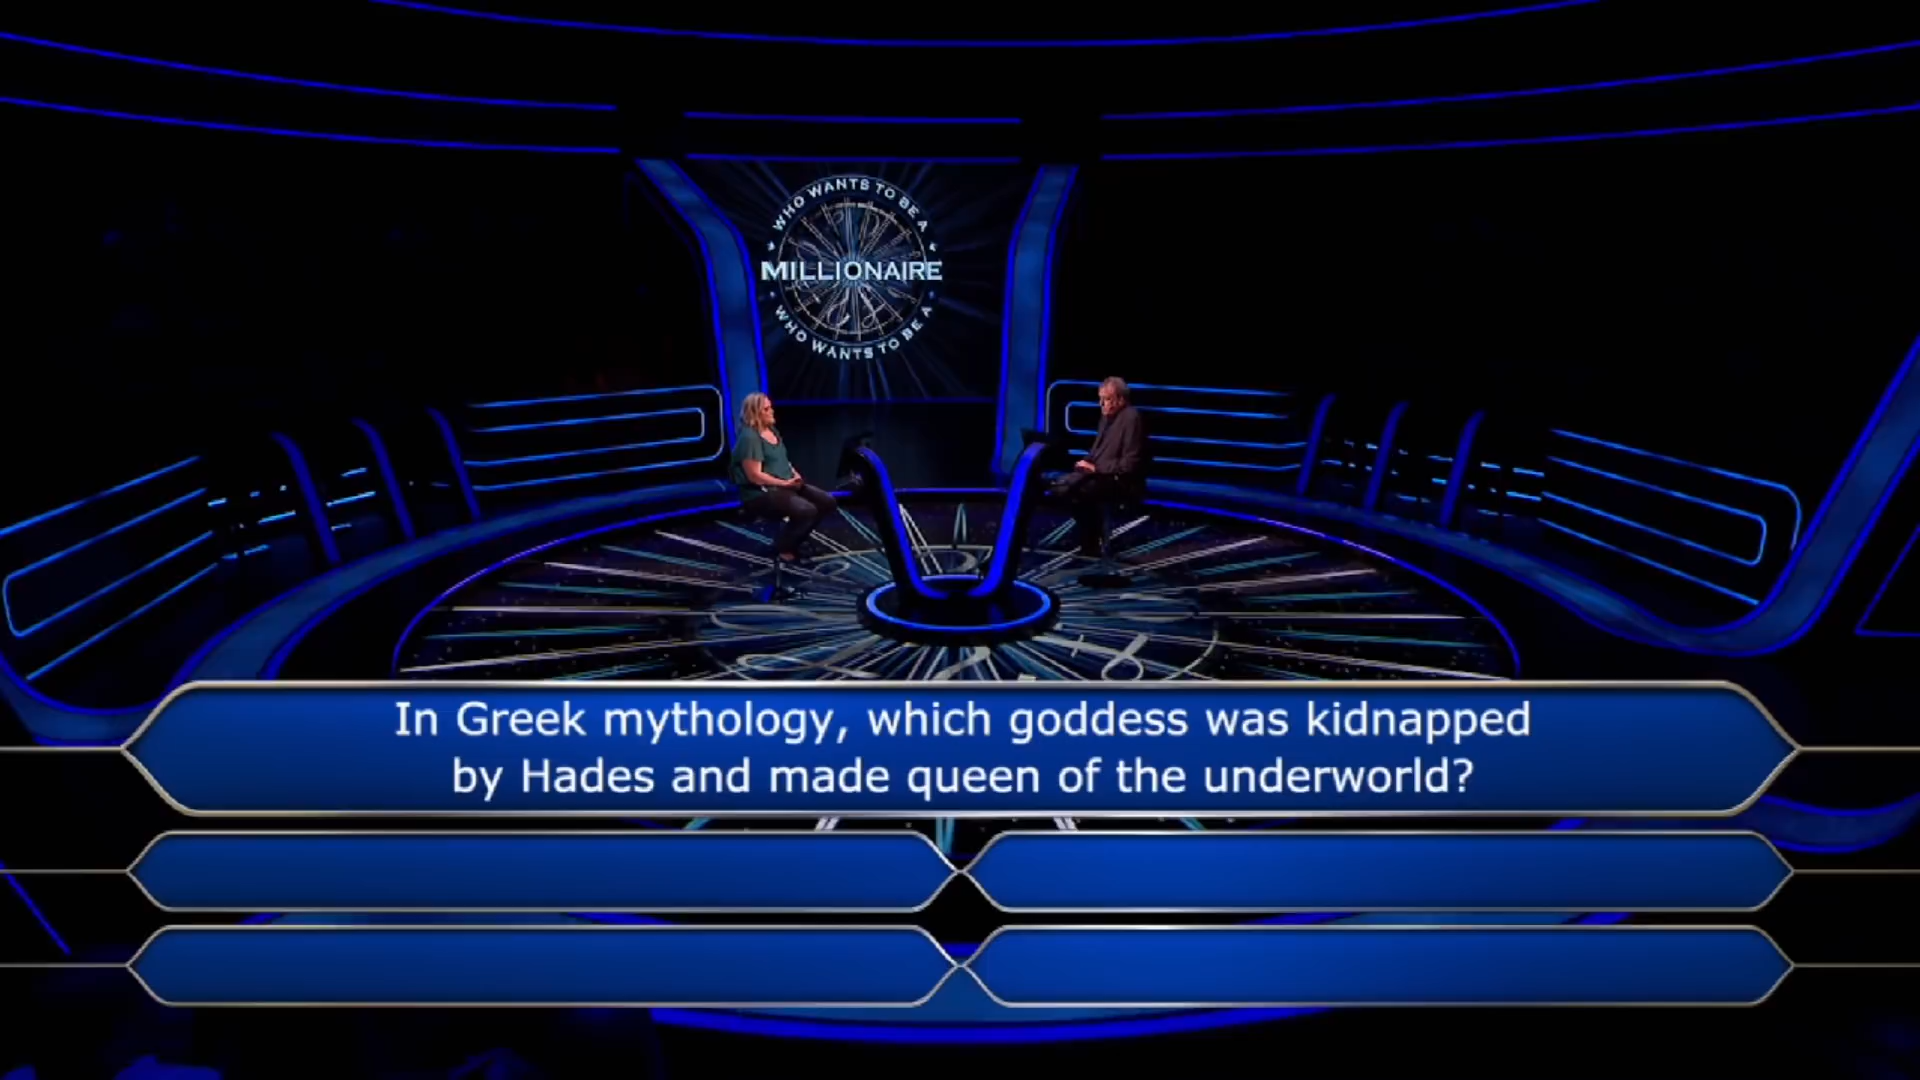 WHO WANTS TO BE A
MILLIONAIRE
WHO WANTS TO BE A
In Greek mythology, which goddess was kidnapped
by Hades and made queen of the underworld?